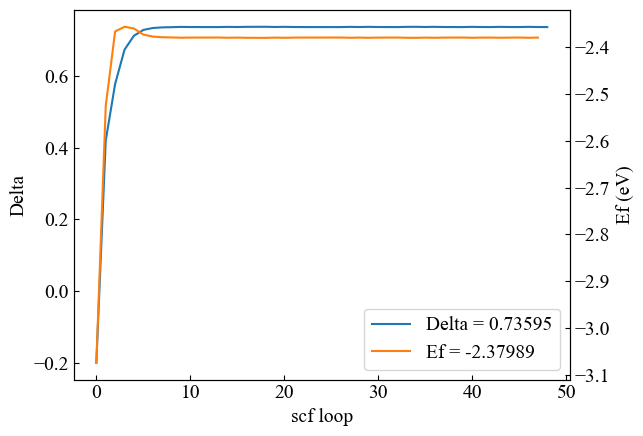 0.6
0.4
0.2
0.0
−0.2
Delta
−2.4
−2.5
−2.6
−2.7
−2.8
−2.9
−3.0
−3.1
Ef (eV)
Delta = 0.73595
Ef = -2.37989
0 10 20 30 40 50
scf loop